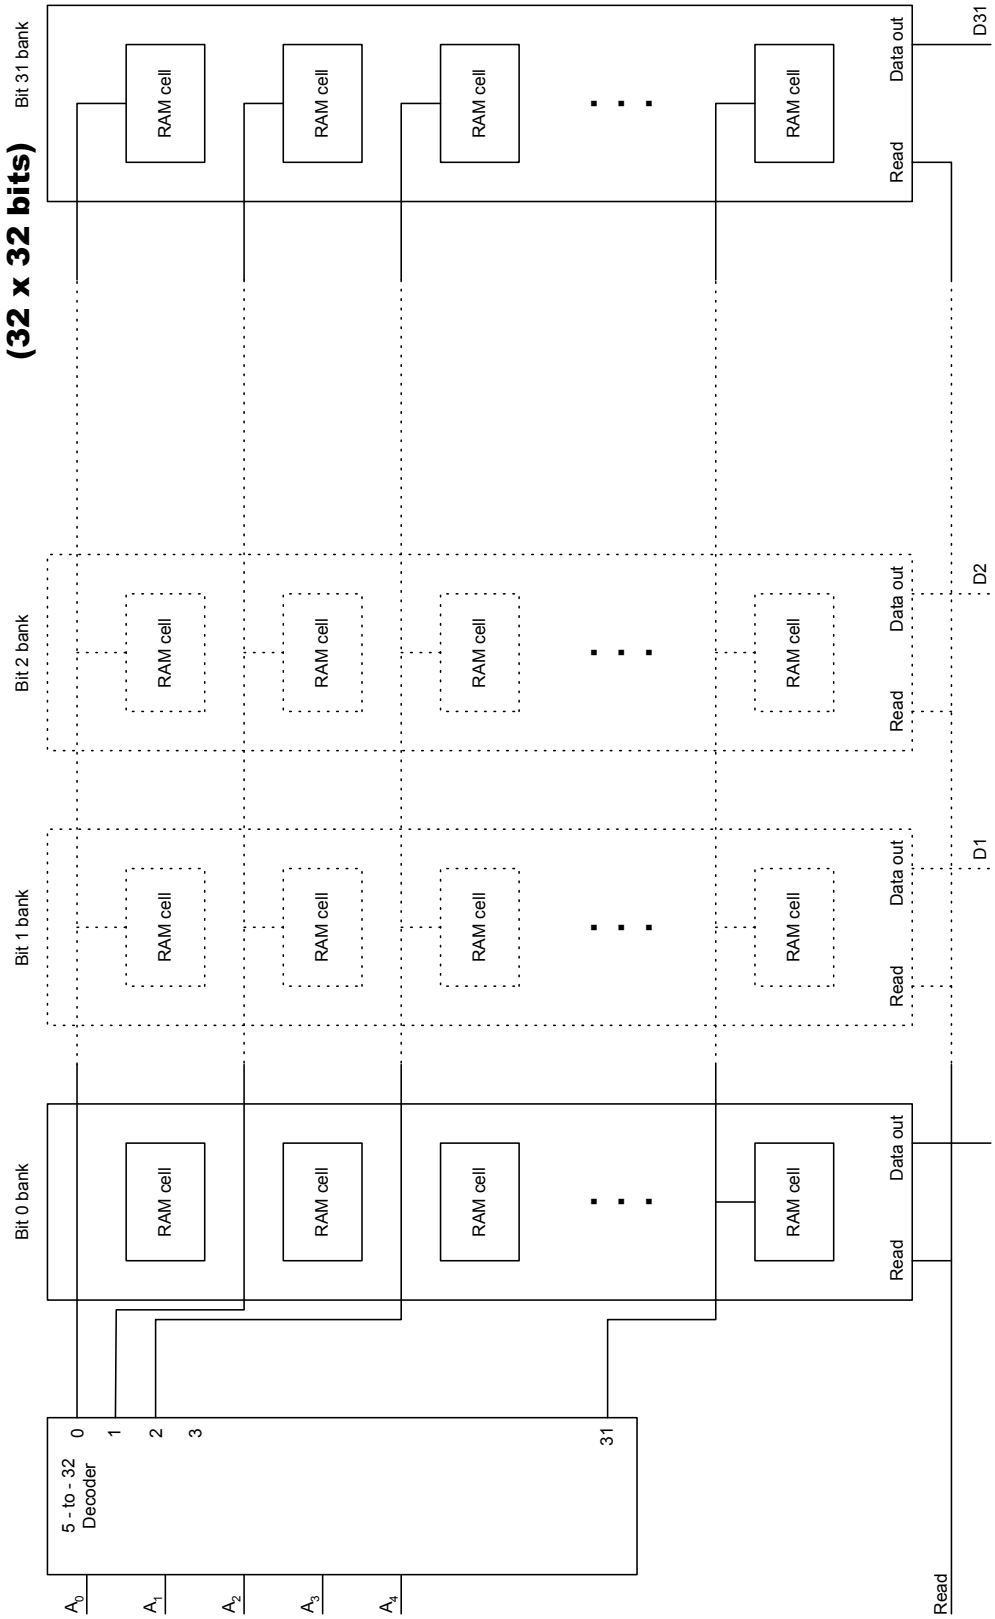 (32 x 32 bits)
Bit 0 bank
Bit 1 bank
Bit 2 bank
Bit 31 bank
5 - to - 32
Decoder
A0
A1
A2
A3
A4
0
1
2
3
31
RAM cell
RAM cell
RAM cell
. . .
RAM cell
Read
Data out
RAM cell
RAM cell
RAM cell
. . .
RAM cell
Read
Data out
D1
RAM cell
RAM cell
RAM cell
. . .
RAM cell
Read
Data out
D2
RAM cell
RAM cell
RAM cell
. . .
RAM cell
Read
Data out
D31
Read